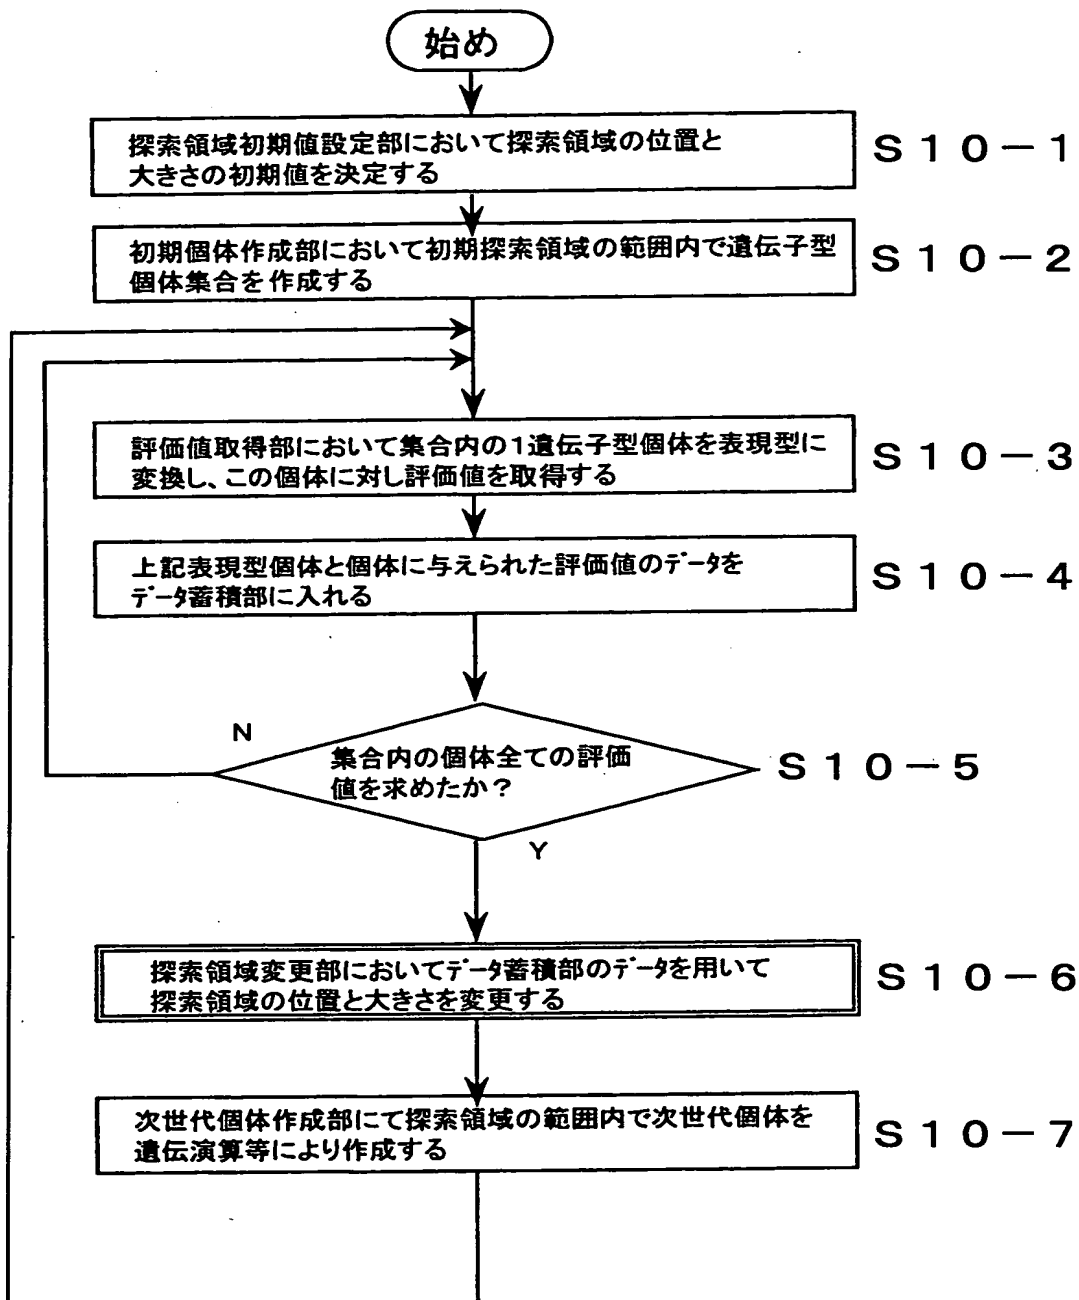 始め
探索領域初期値設定部において探索領域の位置と
大きさの初期値を決定する
S10-1
初期個体作成部において初期探索領域の範囲内で遺伝子型
個体集合を作成する
S10-2
評価値取得部において集合内の1遺伝子型個体を表現型に
変換し、この個体に対し評価値を取得する
S10-3
上記表現型個体と個体に与えられた評価値のデータを
データ蓄積部に入れる
S10-4
N
集合内の個体全ての評価
値を求めたか?
S10-5
Y
探索領域変更部においてデータ蓄積部のデータを用いて
探索領域の位置と大きさを変更する
S10-6
次世代個体作成部にて探索領域の範囲内で次世代個体を
遺伝演算等により作成する
S10-7